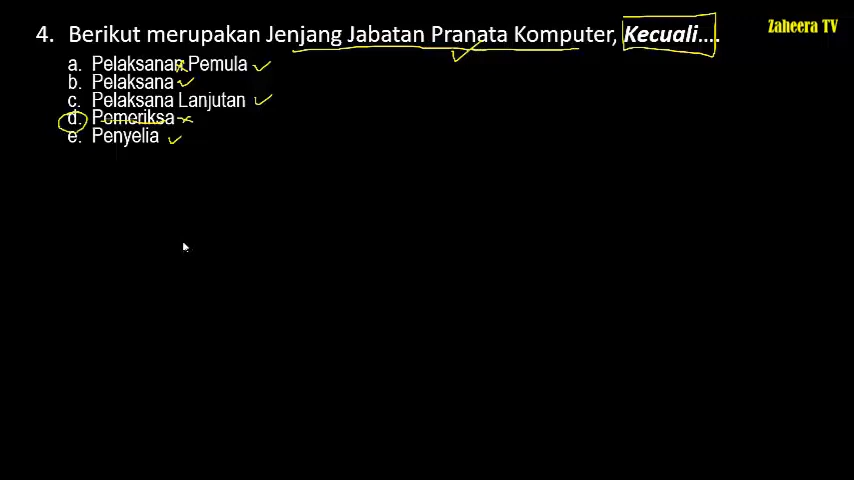 4. Berikut merupakan Jenjang Jabatan Pranata Komputer, Kecuali....
Zaheera TV
a. Pelaksanan Pemula
b. Pelaksana
c. Pelaksana Lanjutan
d. Pemeriksa
e. Penyelia